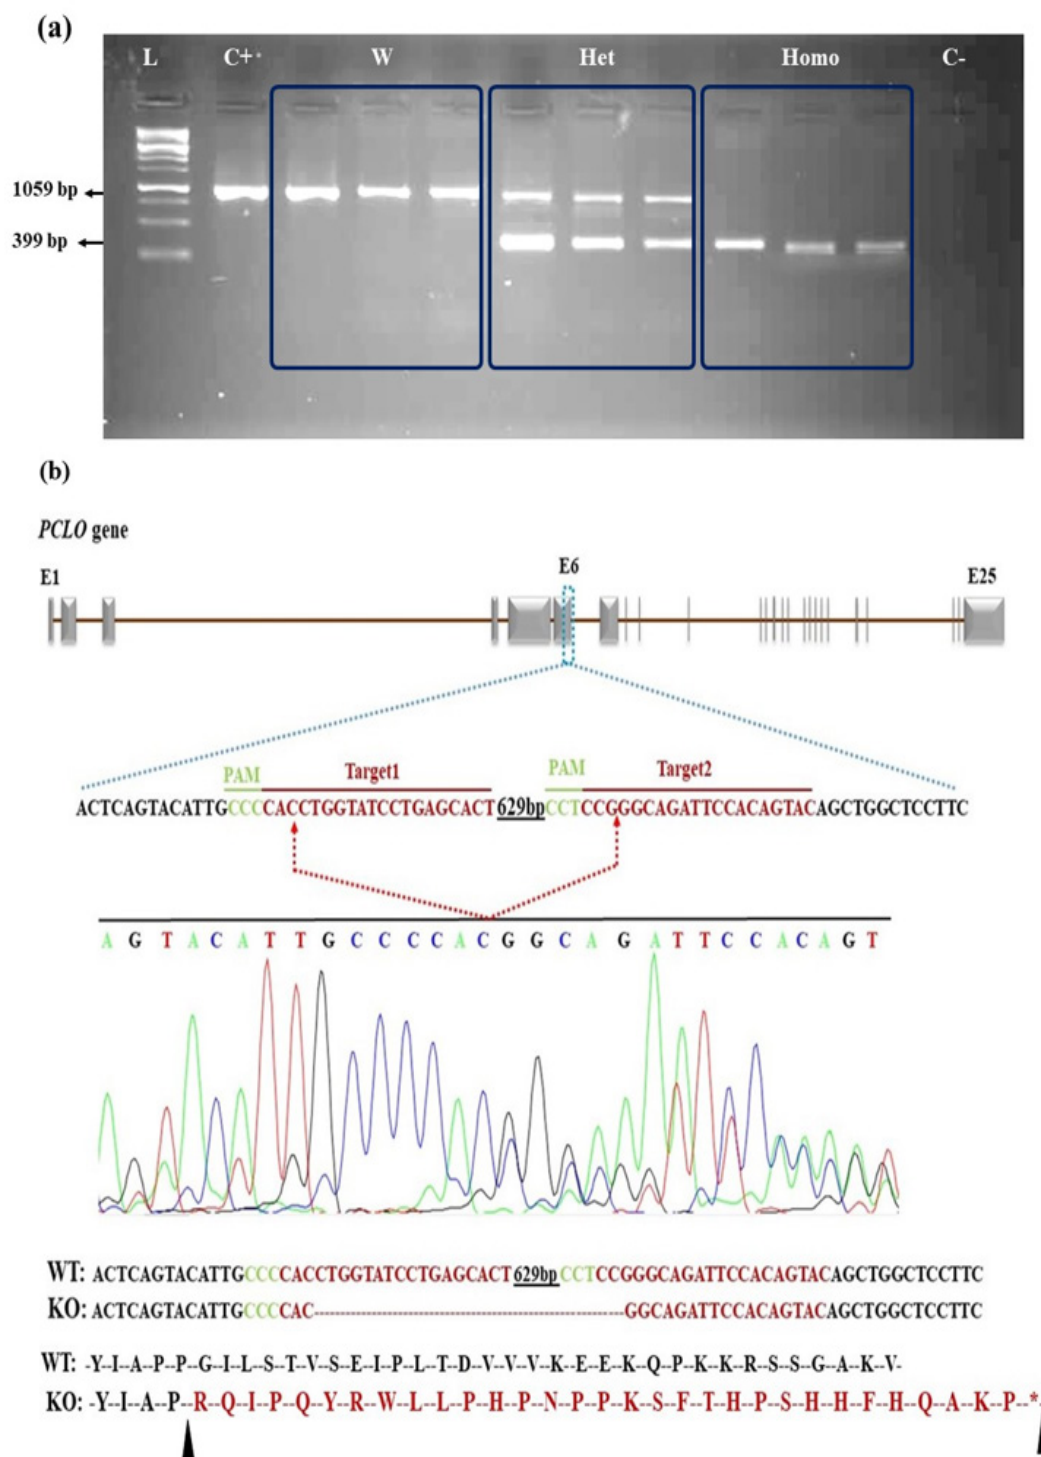 (a)
L C+ W Het Homo C-
1059 bp
399 bp
(b)
PCLO gene
E1 E6 E25
PAM Target1 PAM Target2
ACTCAGTACATTGCCCCACCTGGTATCCTGAGCACT629bpCCTCCGGGCAGATTCCACAGTACAGCTGGCTCCTTC
A G T A C A T T G C C C C A C G G C A G A T T C C A C A G T
WT: ACTCAGTACATTGCCCCACCTGGTATCCTGAGCACT629bpCCTCCGGGCAGATTCCACAGTACAGCTGGCTCCTTC
KO: ACTCAGTACATTGCCCCAC------------------------------GGCAGATTCCACAGTACAGCTGGCTCCTTC
WT: -Y--I--A--P--P--G--I--L--S--T--V--S--E--I--P--L--T--D--V--V--V--K--E--E--K--Q--P--K--K--R--S--S--G--A--K--V-
KO: -Y--I--A--P--R--Q--I--P--Q--Y--R--W--L--L--P--H--P--N--P--P--K--S--F--T--H--P--S--H--H--F--H--Q--A--K--P--*-